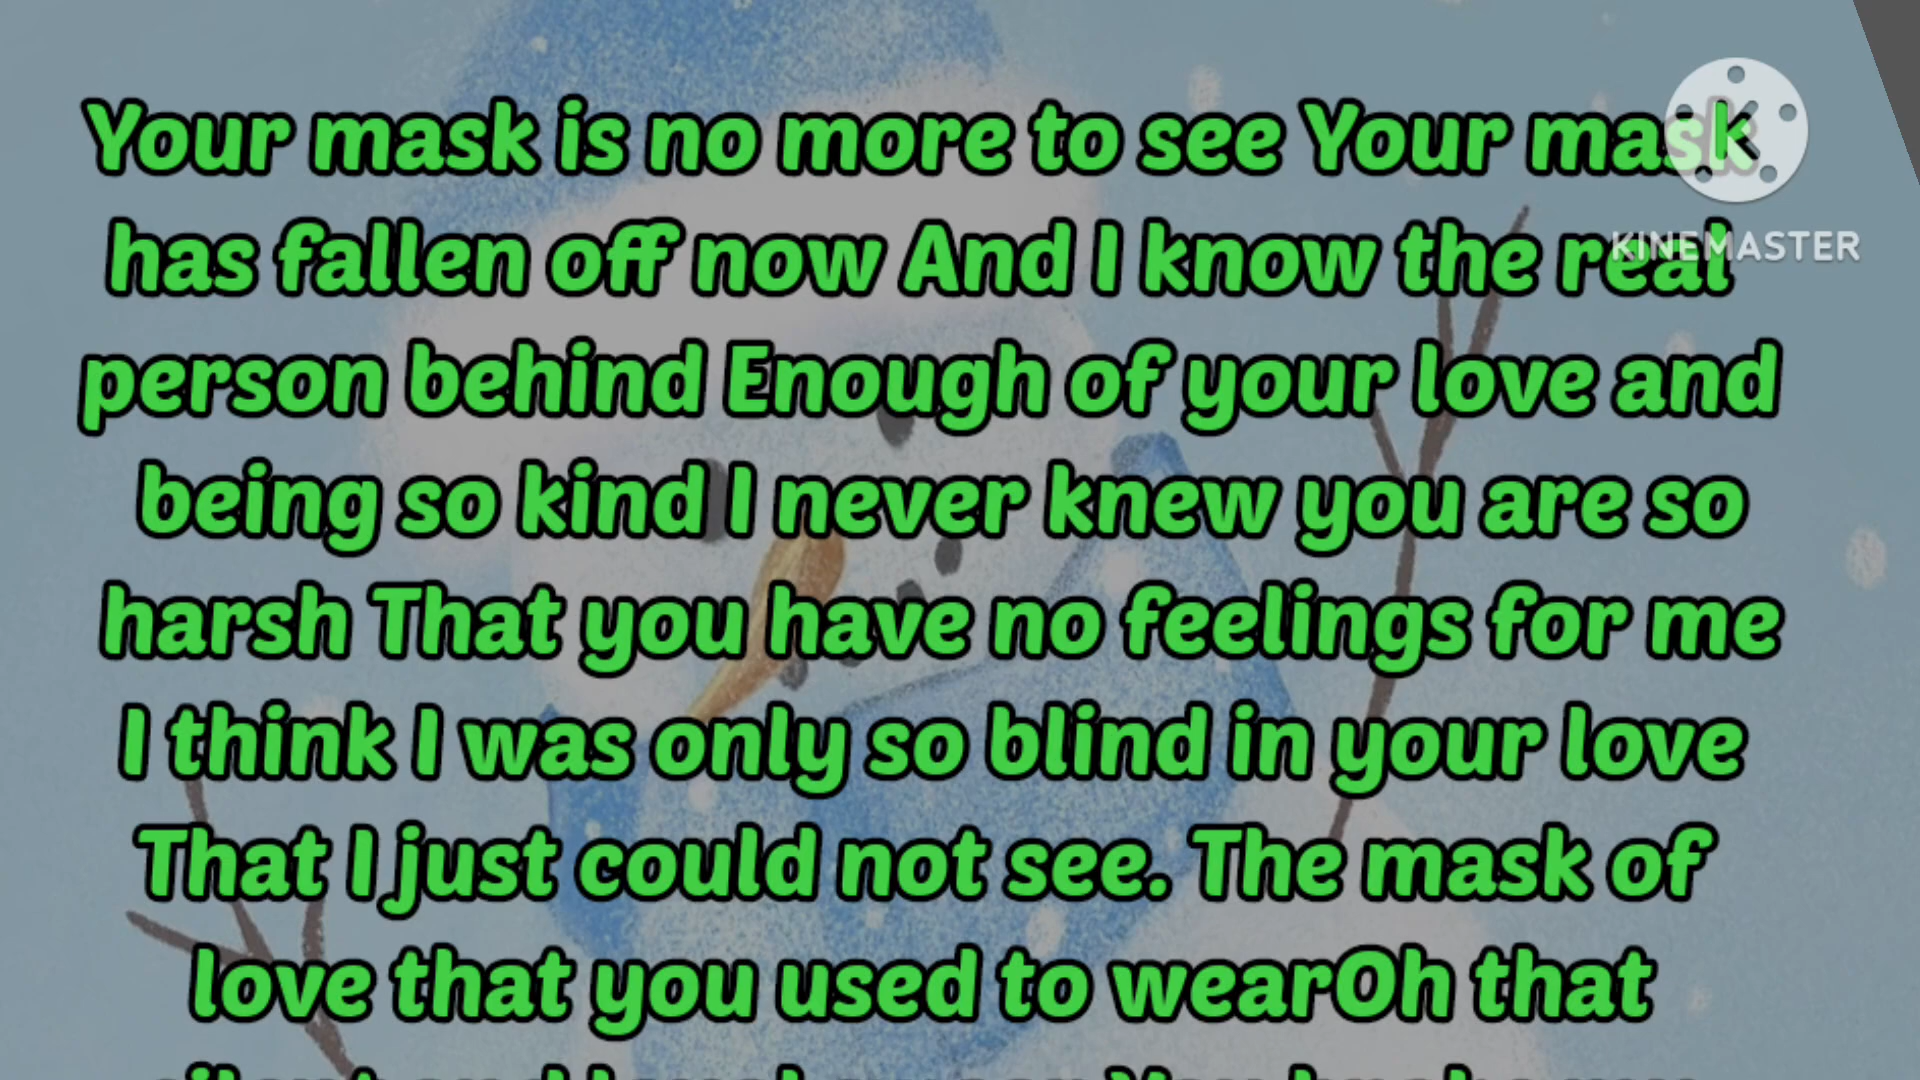 Your mask is no more to see Your mask
has fallen off now And I know the real
person behind Enough of your love and
being so kind I never knew you are so
harsh That you have no feelings for me
I think I was only so blind in your love
That I just could not see. The mask of
love that you used to wearOh that
KINEMASTER